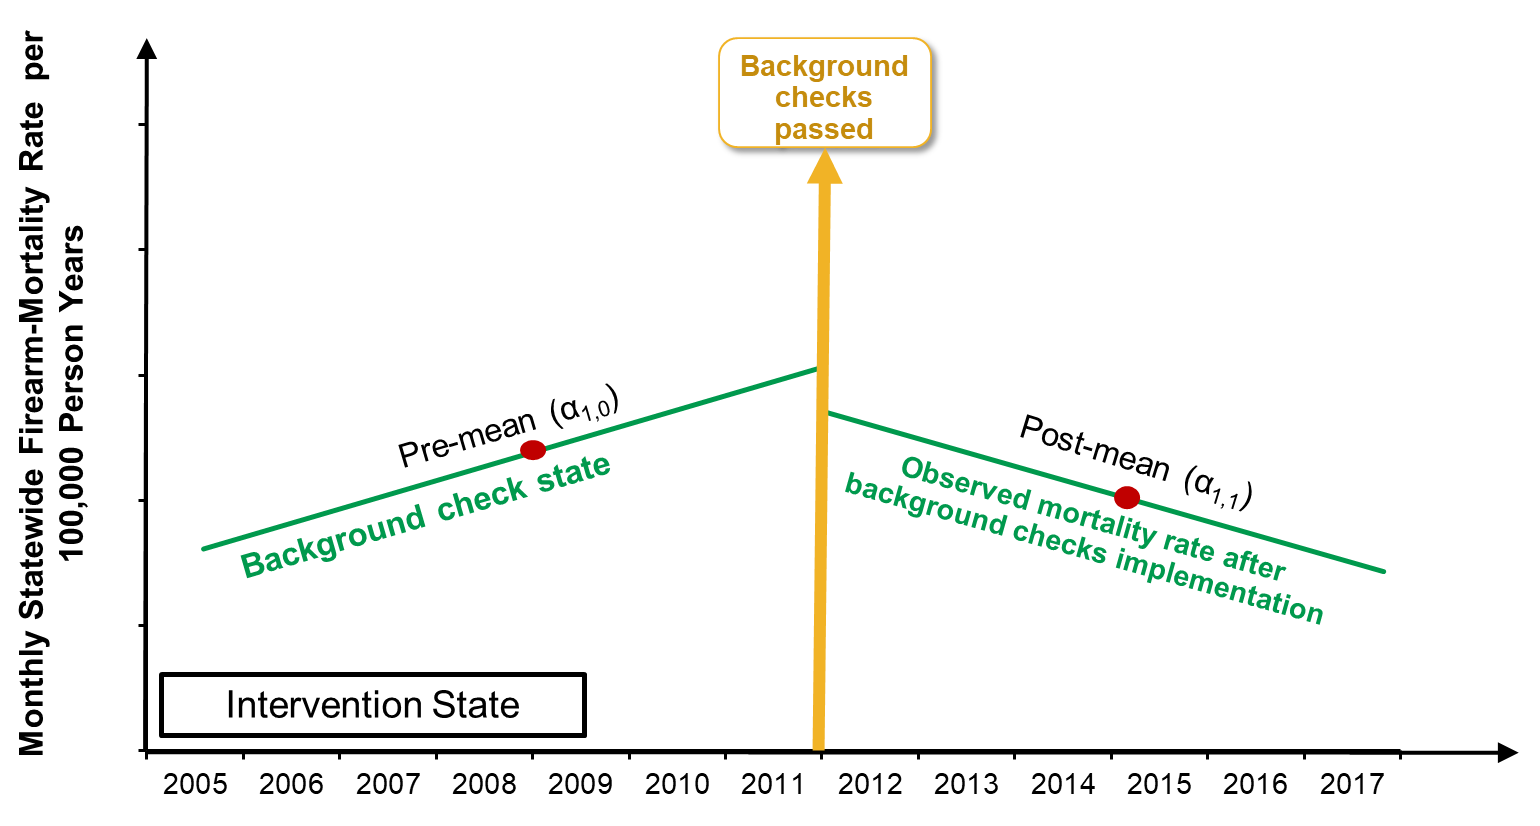 Monthly Statewide Firearm-Mortality Rate per
100,000 Person Years
Background
checks
passed
Pre-mean (α1,0)
Background check state
Post-mean (α1,1)
Observed mortality rate after
background checks implementation
Intervention State
2005 2006 2007 2008 2009 2010 2011 2012 2013 2014 2015 2016 2017